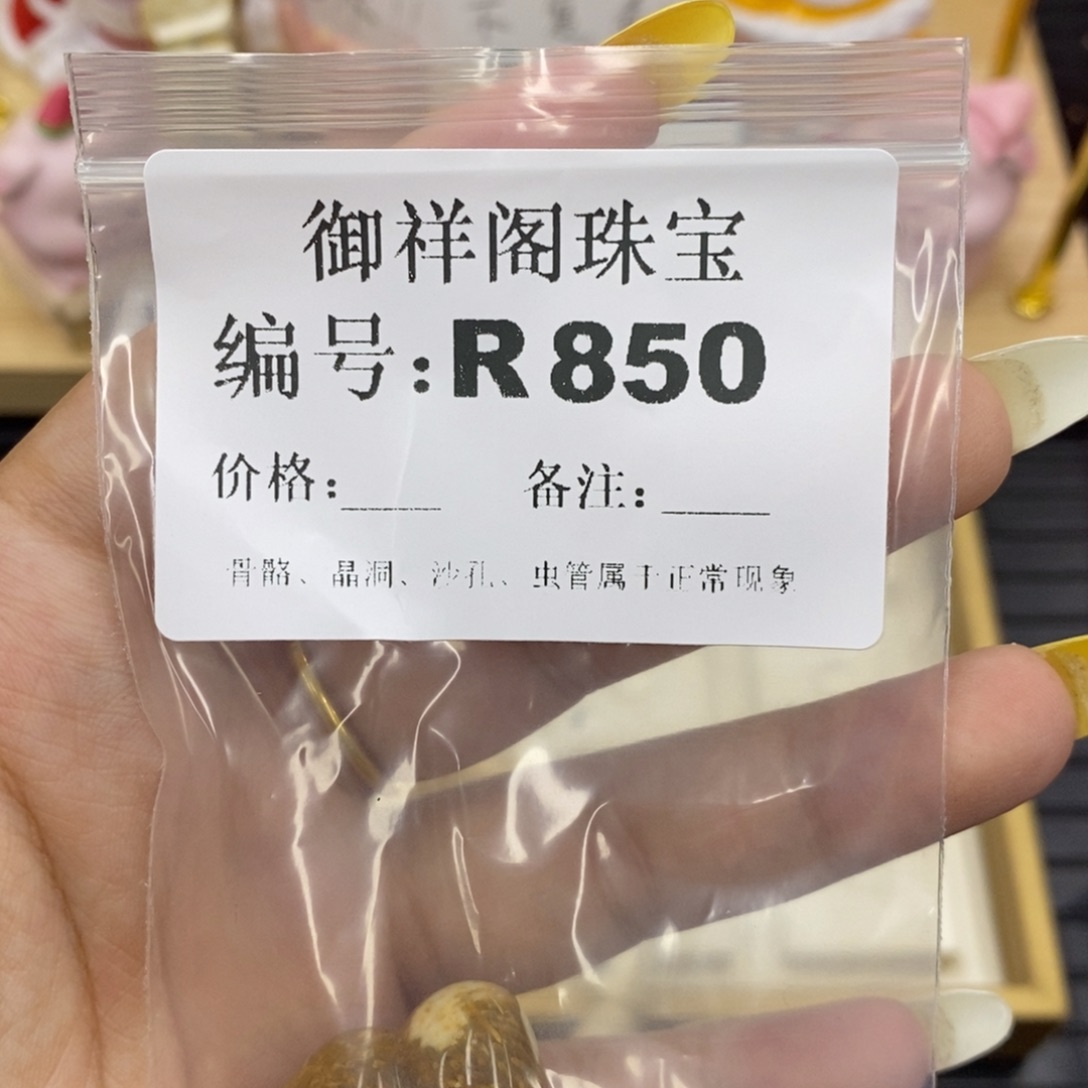 御祥阁珠宝
编号:R850
价格:____ 备注:____
骨骼、晶洞、沙孔、虫管属于正常现象